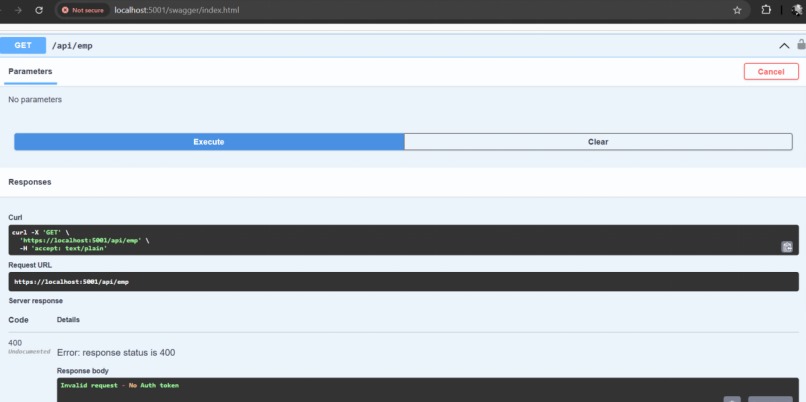 Not secure localhost:5001/swagger/index.html
GET /api/emp
Parameters
Cancel
No parameters
Execute
Clear
Responses
Curl
curl -X 'GET' \
'https://localhost:5001/api/emp' \
-H 'accept: text/plain'
Request URL
https://localhost:5001/api/emp
Server response
Code Details
400
Undocumented
Error: response status is 400
Response body
Invalid request - No Auth token